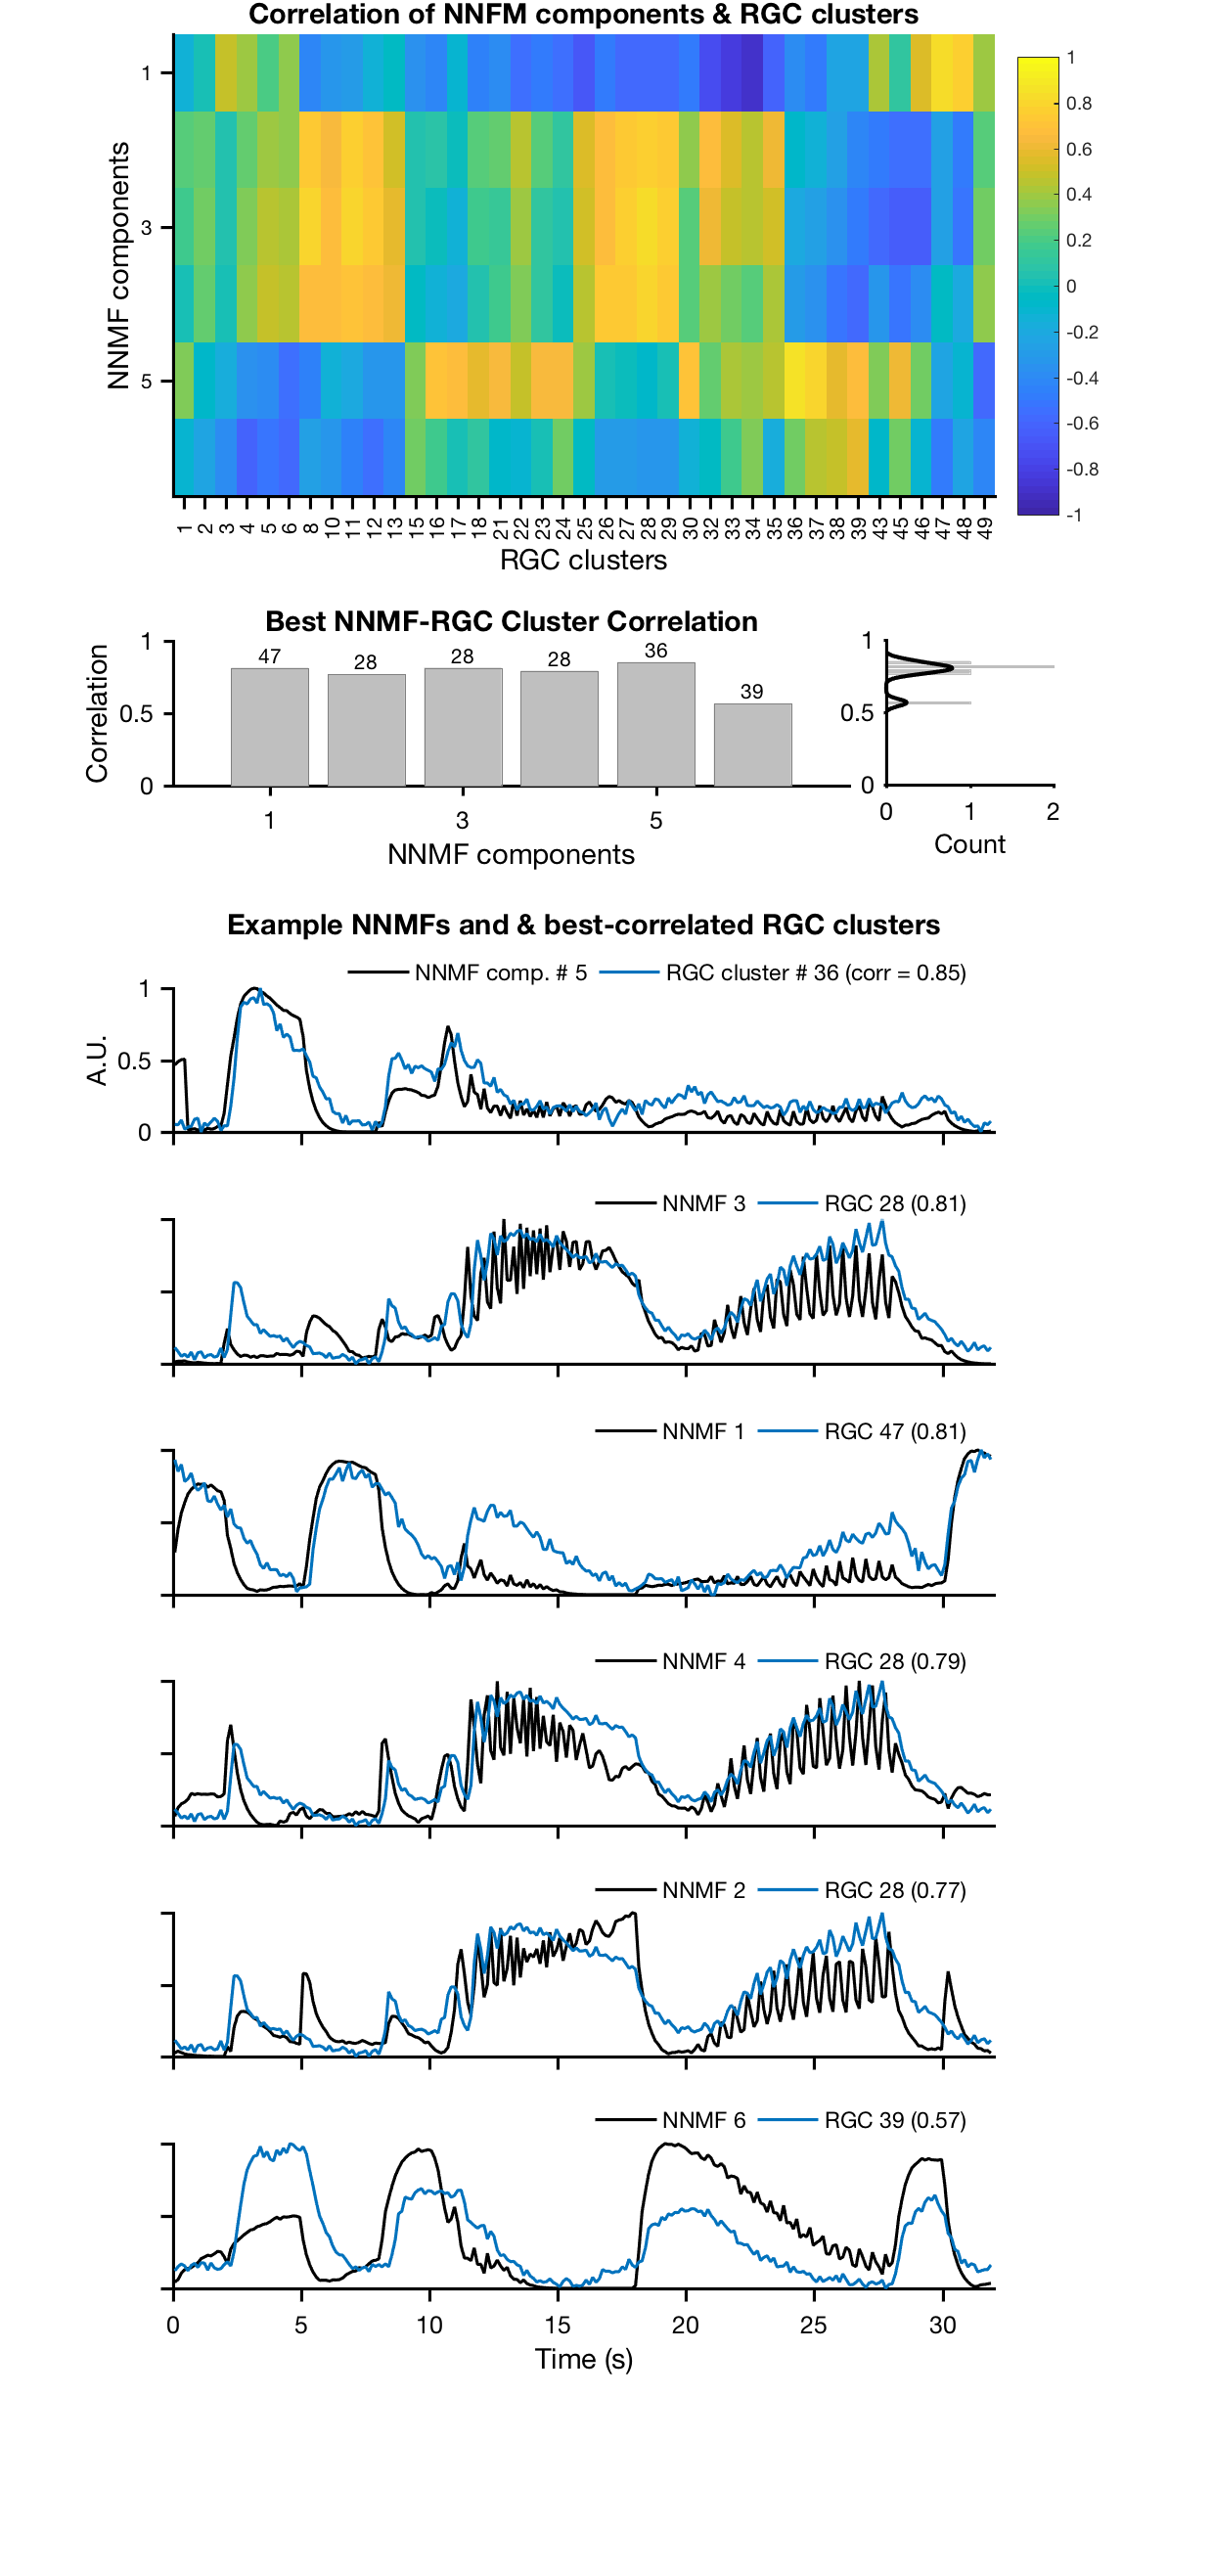 Correlation of NNFM components & RGC clusters
NNMF components
1
3
5
1
0.8
0.6
0.4
0.2
0
-0.2
-0.4
-0.6
-0.8
-1
1 2 3 4 5 6 8 10 11 12 13 15 16 17 18 21 22 23 24 25 26 27 28 29 30 32 33 34 35 36 37 38 39 43 45 46 47 48 49
RGC clusters
Best NNMF-RGC Cluster Correlation
Correlation
1
0.5
0
47 28 28 28 36 39
1 3 5
NNMF components
1
0.5
0
0 1 2
Count
Example NNMFs and & best-correlated RGC clusters
NNMF comp. # 5 RGC cluster # 36 (corr = 0.85)
A.U.
1
0.5
0
NNMF 3 RGC 28 (0.81)
NNMF 1 RGC 47 (0.81)
NNMF 4 RGC 28 (0.79)
NNMF 2 RGC 28 (0.77)
NNMF 6 RGC 39 (0.57)
0 5 10 15 20 25 30
Time (s)